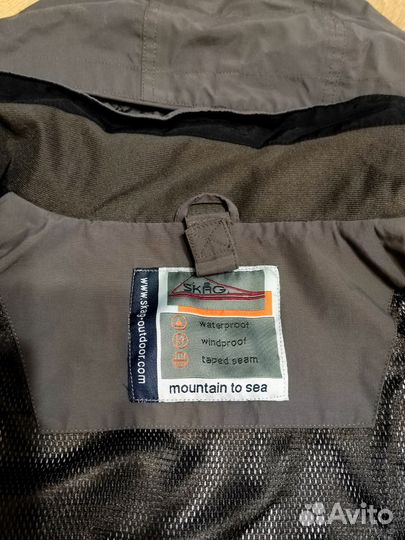 www.skag-outdoor.com
SKAG
waterproof
windproof
taped seam
mountain to sea
Avito